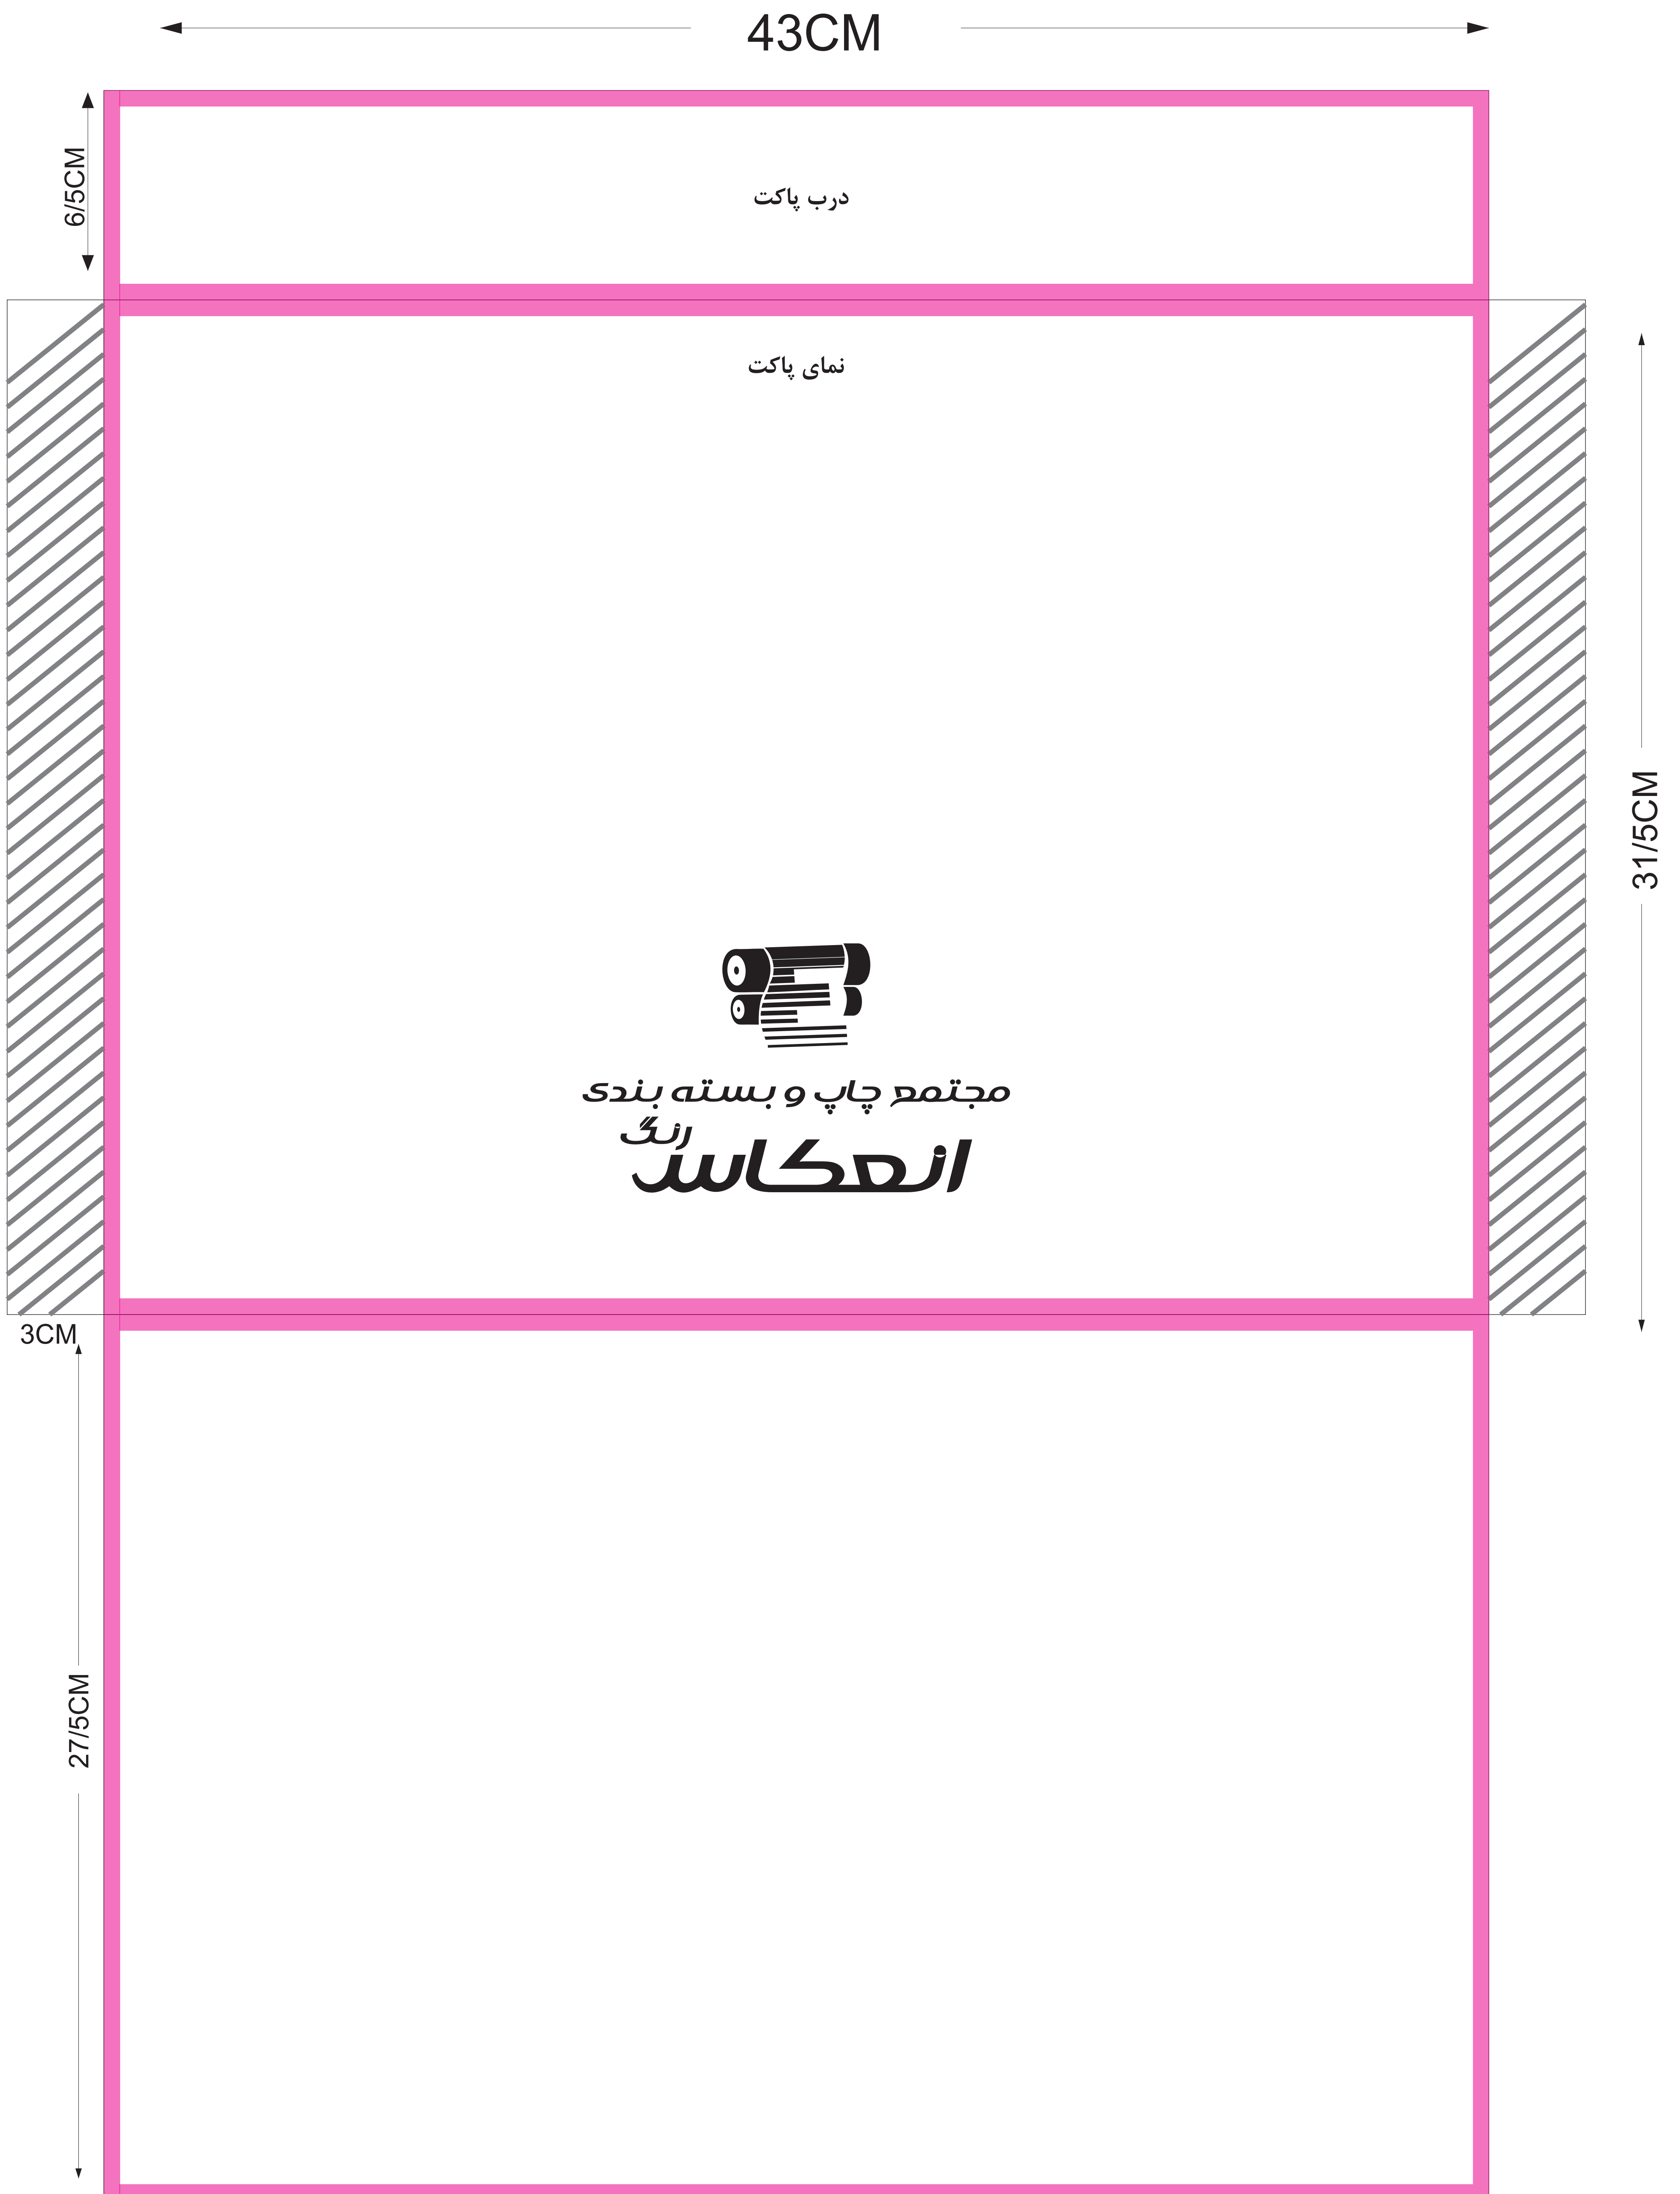 43CM
6/5CM
درب پاکت
نمای پاکت
31/5CM
مجتمع چاپ و بسته بندی
رنگ
انعکاس
3CM
27/5CM